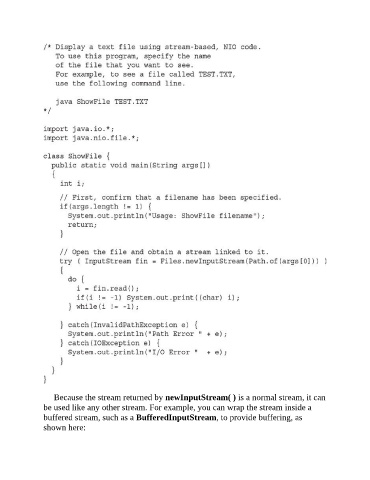 /* Display a text file using stream-based, NIO code.
To use this program, specify the name
of the file that you want to see.
For example, to see a file called TEST.TXT,
use the following command line.
java ShowFile TEST.TXT
*/
import java.io.*;
import java.nio.file.*;
class ShowFile {
public static void main(String args[])
{
int i;
// First, confirm that a filename has been specified.
if(args.length != 1) {
System.out.println("Usage: ShowFile filename");
return;
}
// Open the file and obtain a stream linked to it.
try ( InputStream fin = Files.newInputStream(Path.of(args[0])) )
{
do {
i = fin.read();
if(i != -1) System.out.print((char) i);
} while(i != -1);
} catch(InvalidPathException e) {
System.out.println("Path Error " + e);
} catch(IOException e) {
System.out.println("I/O Error " + e);
}
}
}
Because the stream returned by newInputStream( ) is a normal stream, it can
be used like any other stream. For example, you can wrap the stream inside a
buffered stream, such as a BufferedInputStream, to provide buffering, as
shown here: